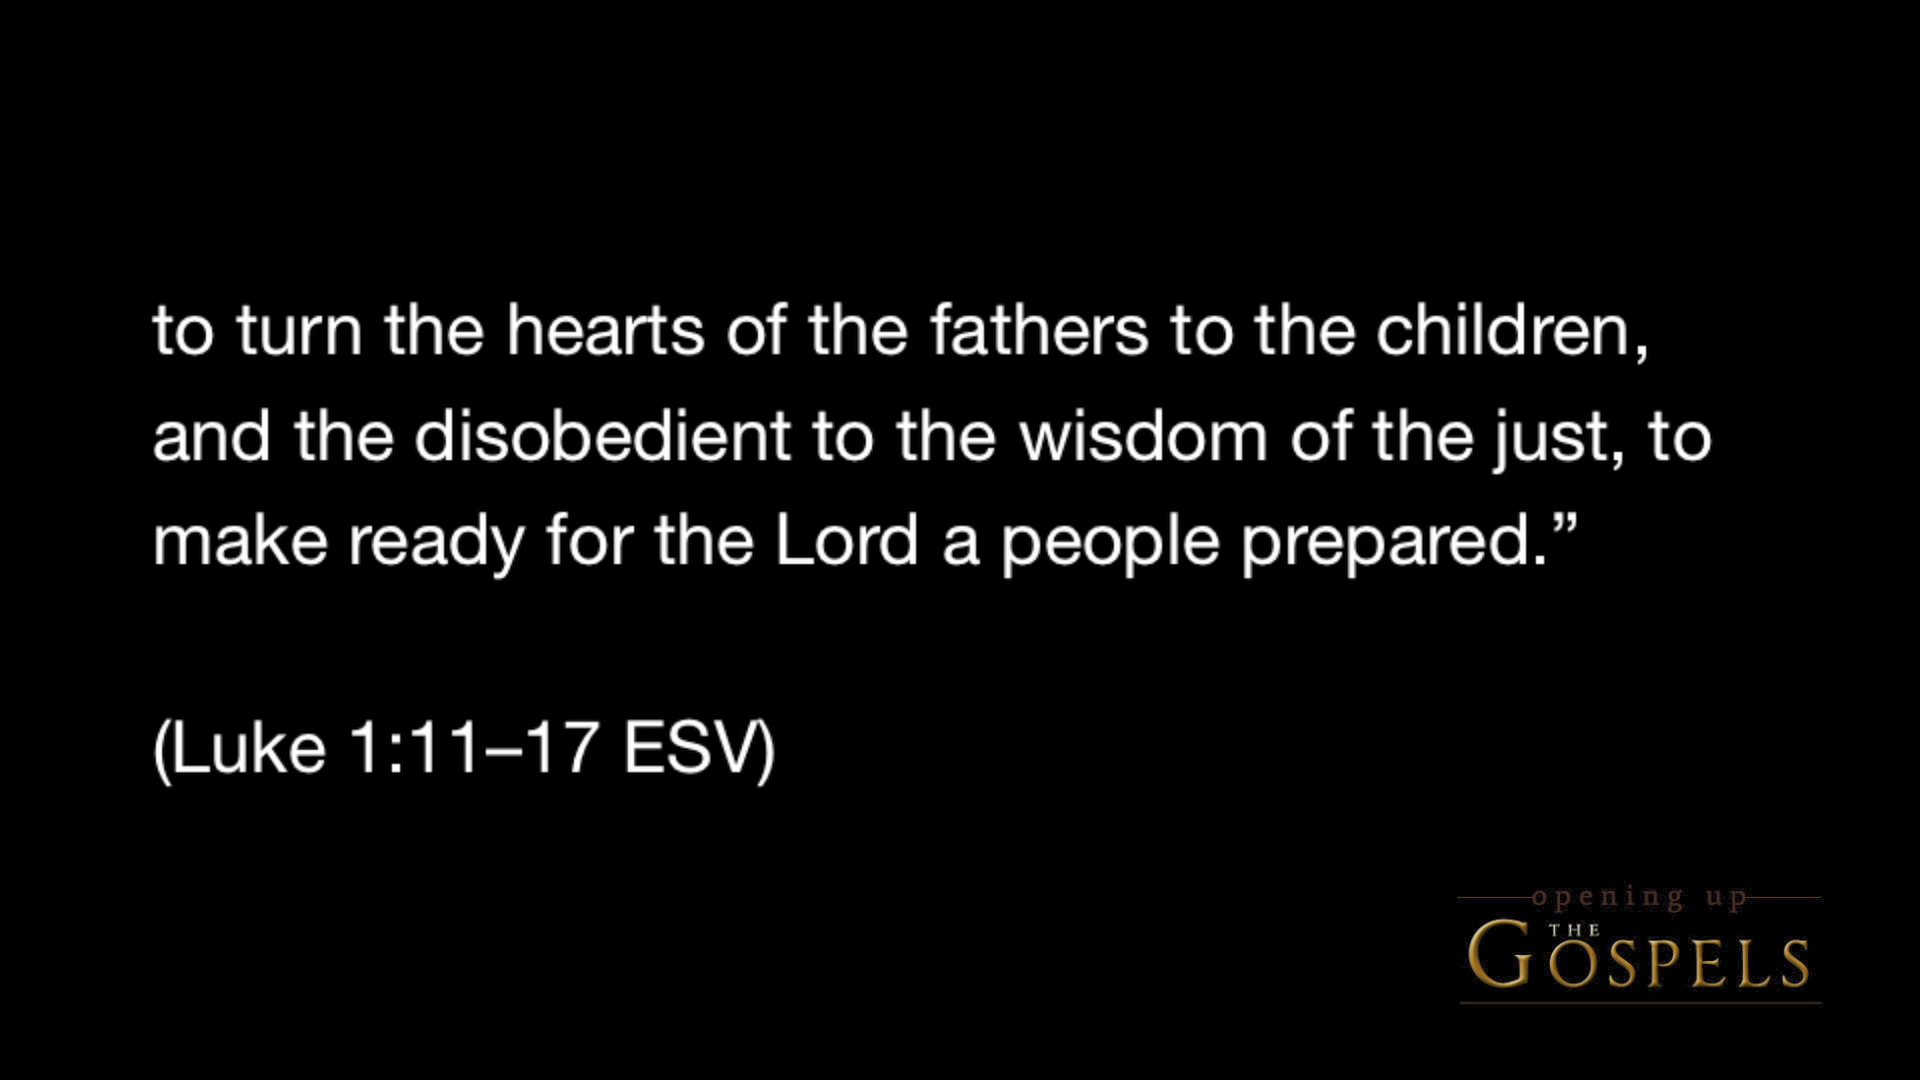 to turn the hearts of the fathers to the children,
and the disobedient to the wisdom of the just, to
make ready for the Lord a people prepared.”
(Luke 1:11–17 ESV)
opening up
THE
GOSPELS